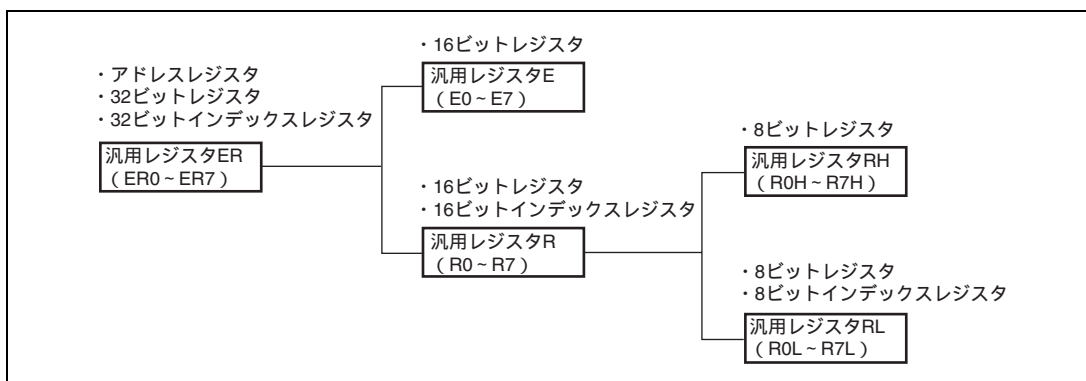 ・アドレスレジスタ
・32ビットレジスタ
・32ビットインデックスレジスタ
汎用レジスタER
（ER0～ER7）
・16ビットレジスタ
汎用レジスタE
（E0～E7）
・16ビットレジスタ
・16ビットインデックスレジスタ
汎用レジスタR
（R0～R7）
・8ビットレジスタ
汎用レジスタRH
（R0H～R7H）
・8ビットレジスタ
・8ビットインデックスレジスタ
汎用レジスタRL
（R0L～R7L）